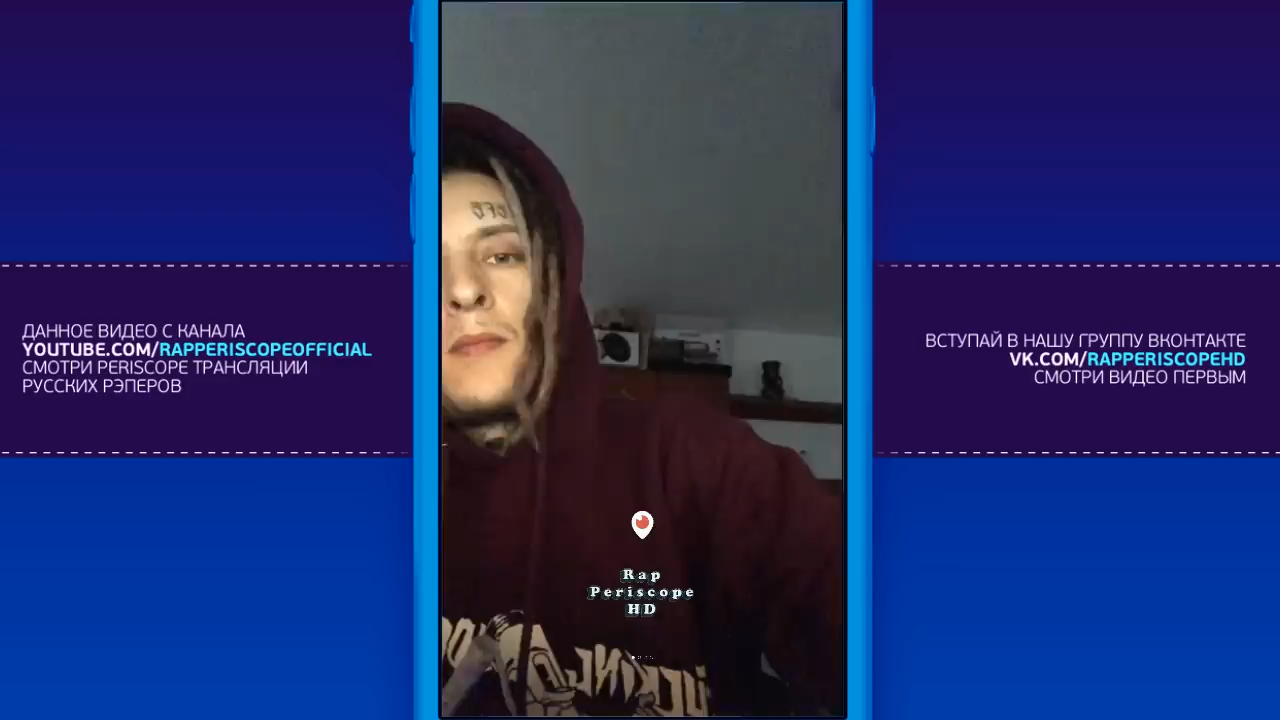 ДАННОЕ ВИДЕО С КАНАЛА
YOUTUBE.COM/RAPPERISCOPEOFFICIAL
СМОТРИ PERISCOPE ТРАНСЛЯЦИИ
РУССКИХ РЭПЕРОВ
ВСТУПАЙ В НАШУ ГРУППУ ВКОНТАКТЕ
VK.COM/RAPPERISCOPEHD
СМОТРИ ВИДЕО ПЕРВЫМ
Rap
Periscope
HD